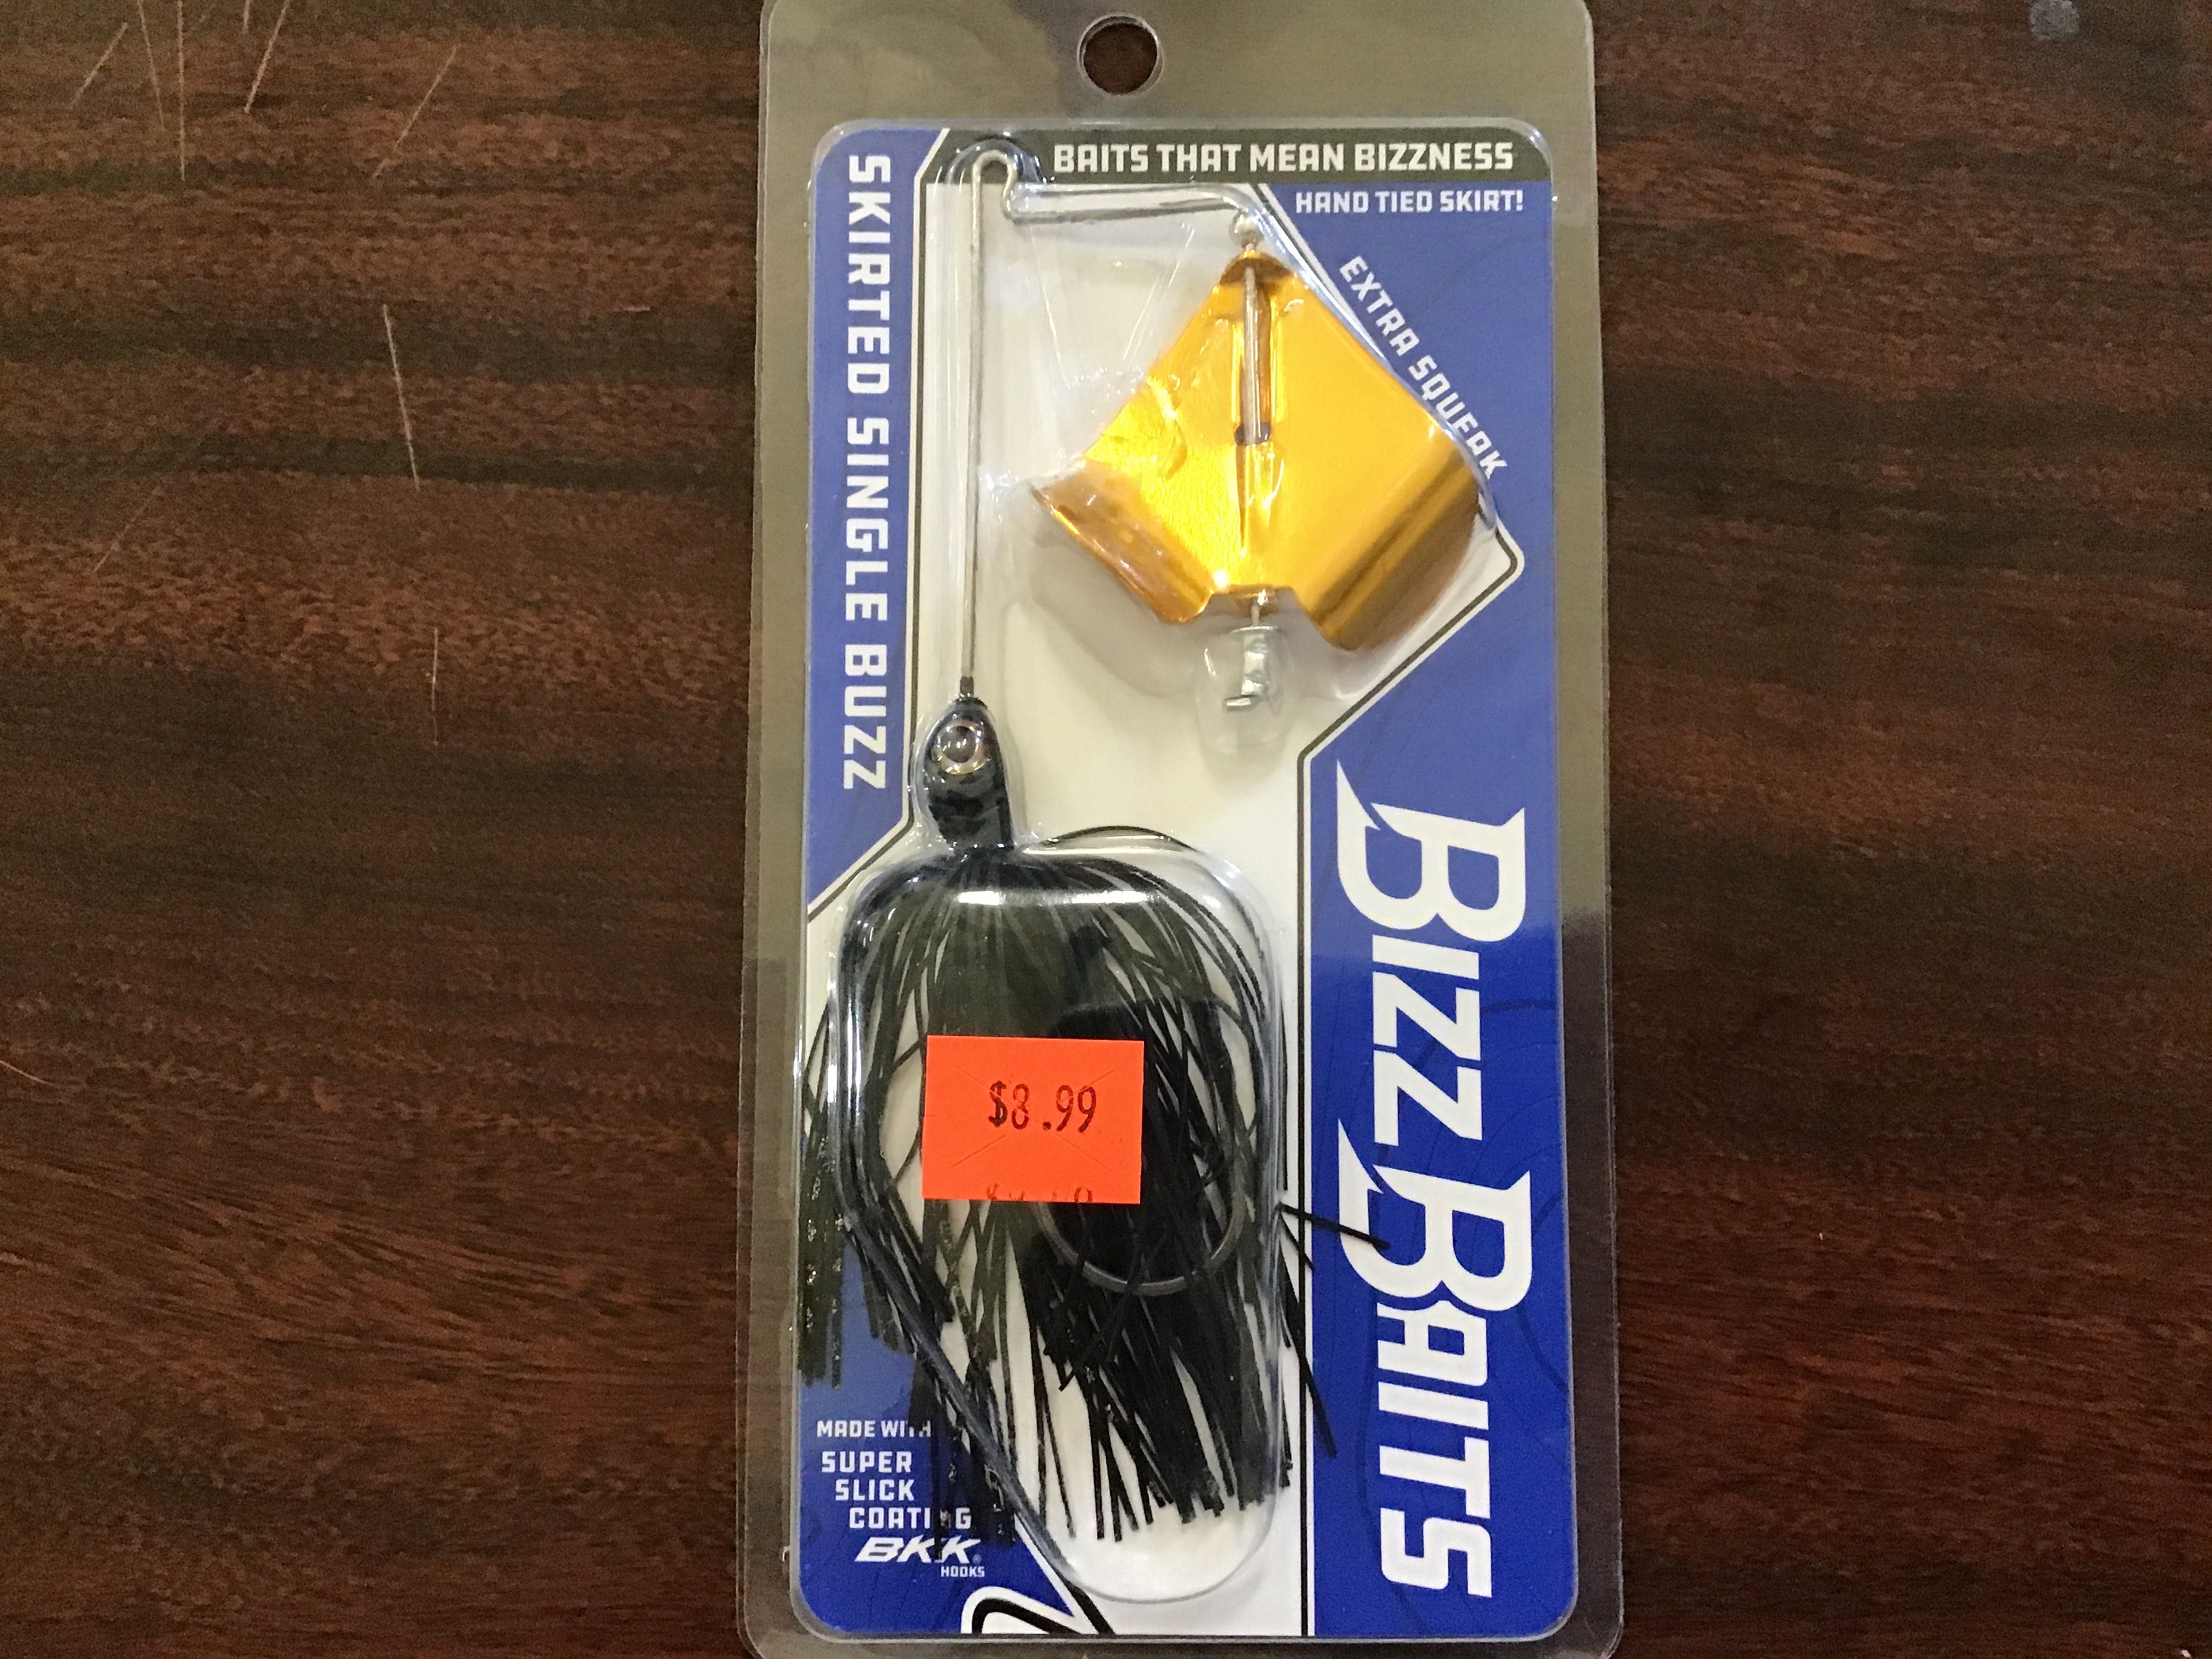 BAITS THAT MEAN BIZZNESS
HAND TIED SKIRT!
EXTRA SQUEAK
SKIRTED SINGLE BUZZ
BIZZ BAITS
$8.99
MADE WITH
SUPER
SLICK
COATING
BKK®
HOOKS